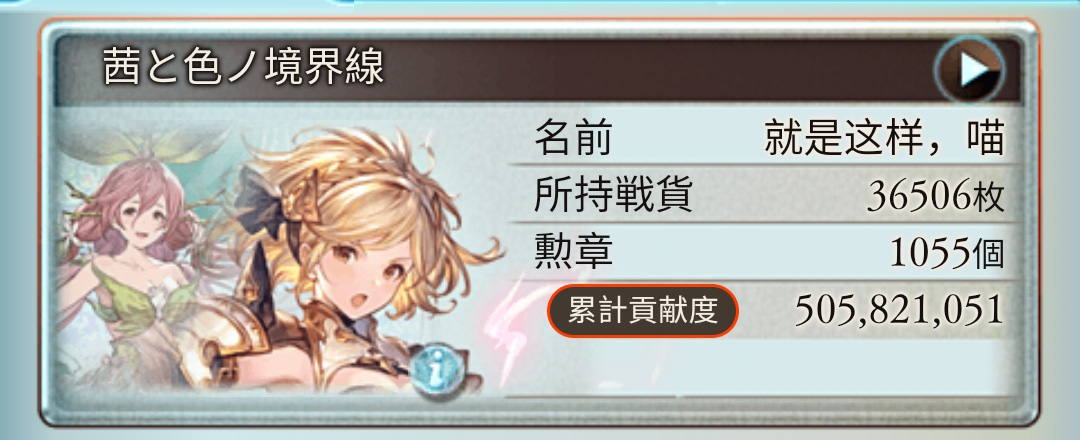 茜と色ノ境界線
名前 就是这样，喵
所持戦貨 36506枚
勲章 1055個
累計貢献度 505,821,051